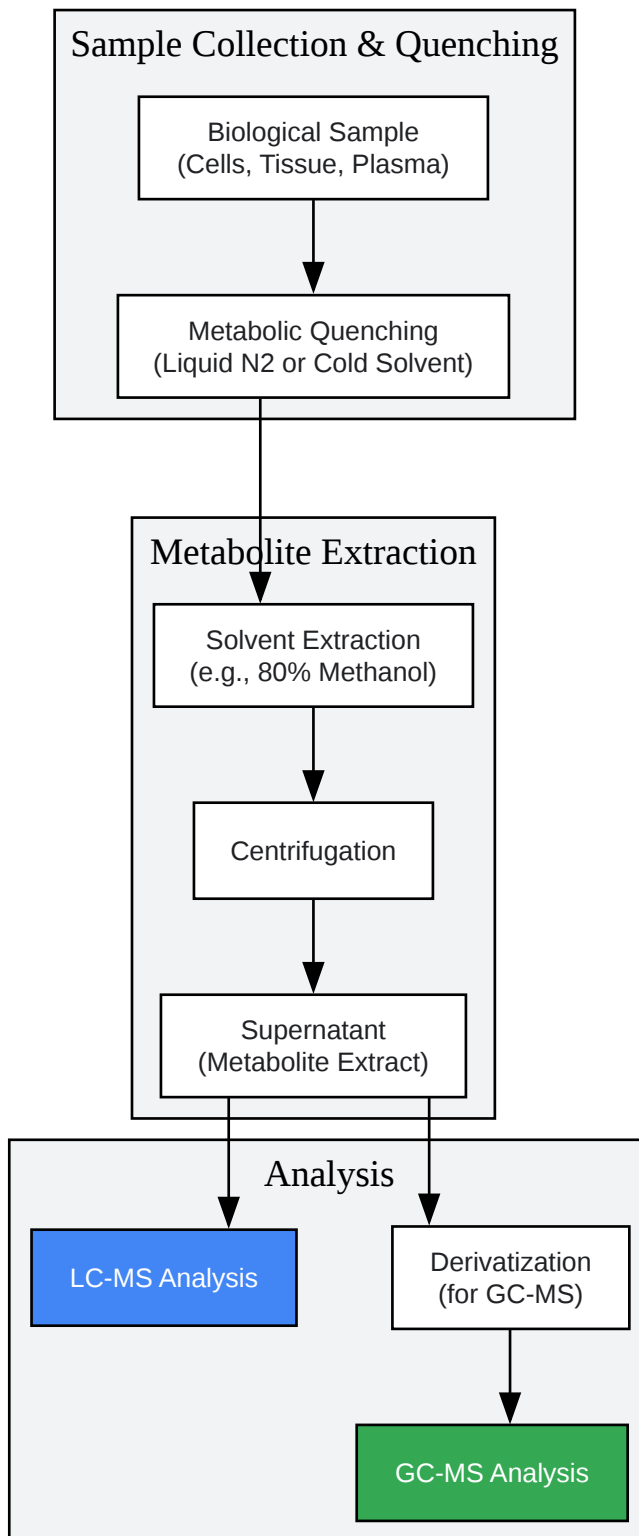 Sample Collection & Quenching
Biological Sample
(Cells, Tissue, Plasma)
Metabolic Quenching
(Liquid N2 or Cold Solvent)
Metabolite Extraction
Solvent Extraction
(e.g., 80% Methanol)
Centrifugation
Supernatant
(Metabolite Extract)
Analysis
LC-MS Analysis
Derivatization
(for GC-MS)
GC-MS Analysis